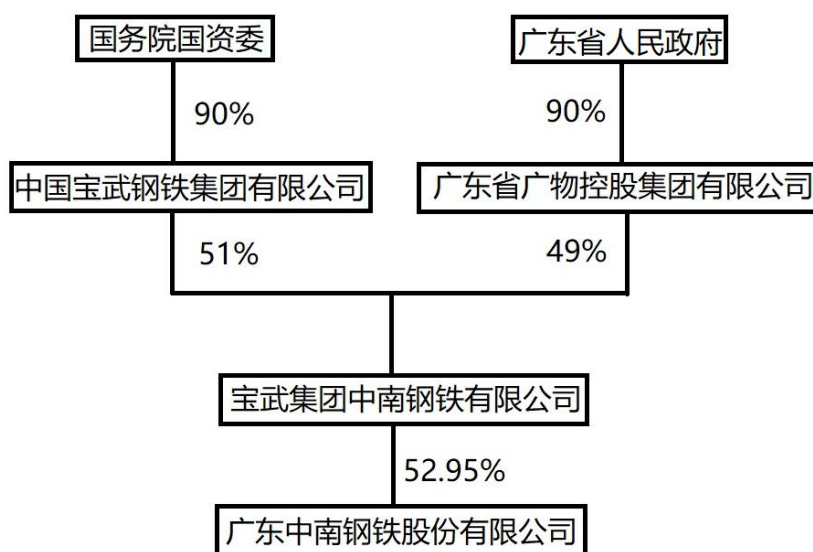 国务院国资委
广东省人民政府
90%
90%
中国宝武钢铁集团有限公司
广东省广物控股集团有限公司
51%
49%
宝武集团中南钢铁有限公司
52.95%
广东中南钢铁股份有限公司